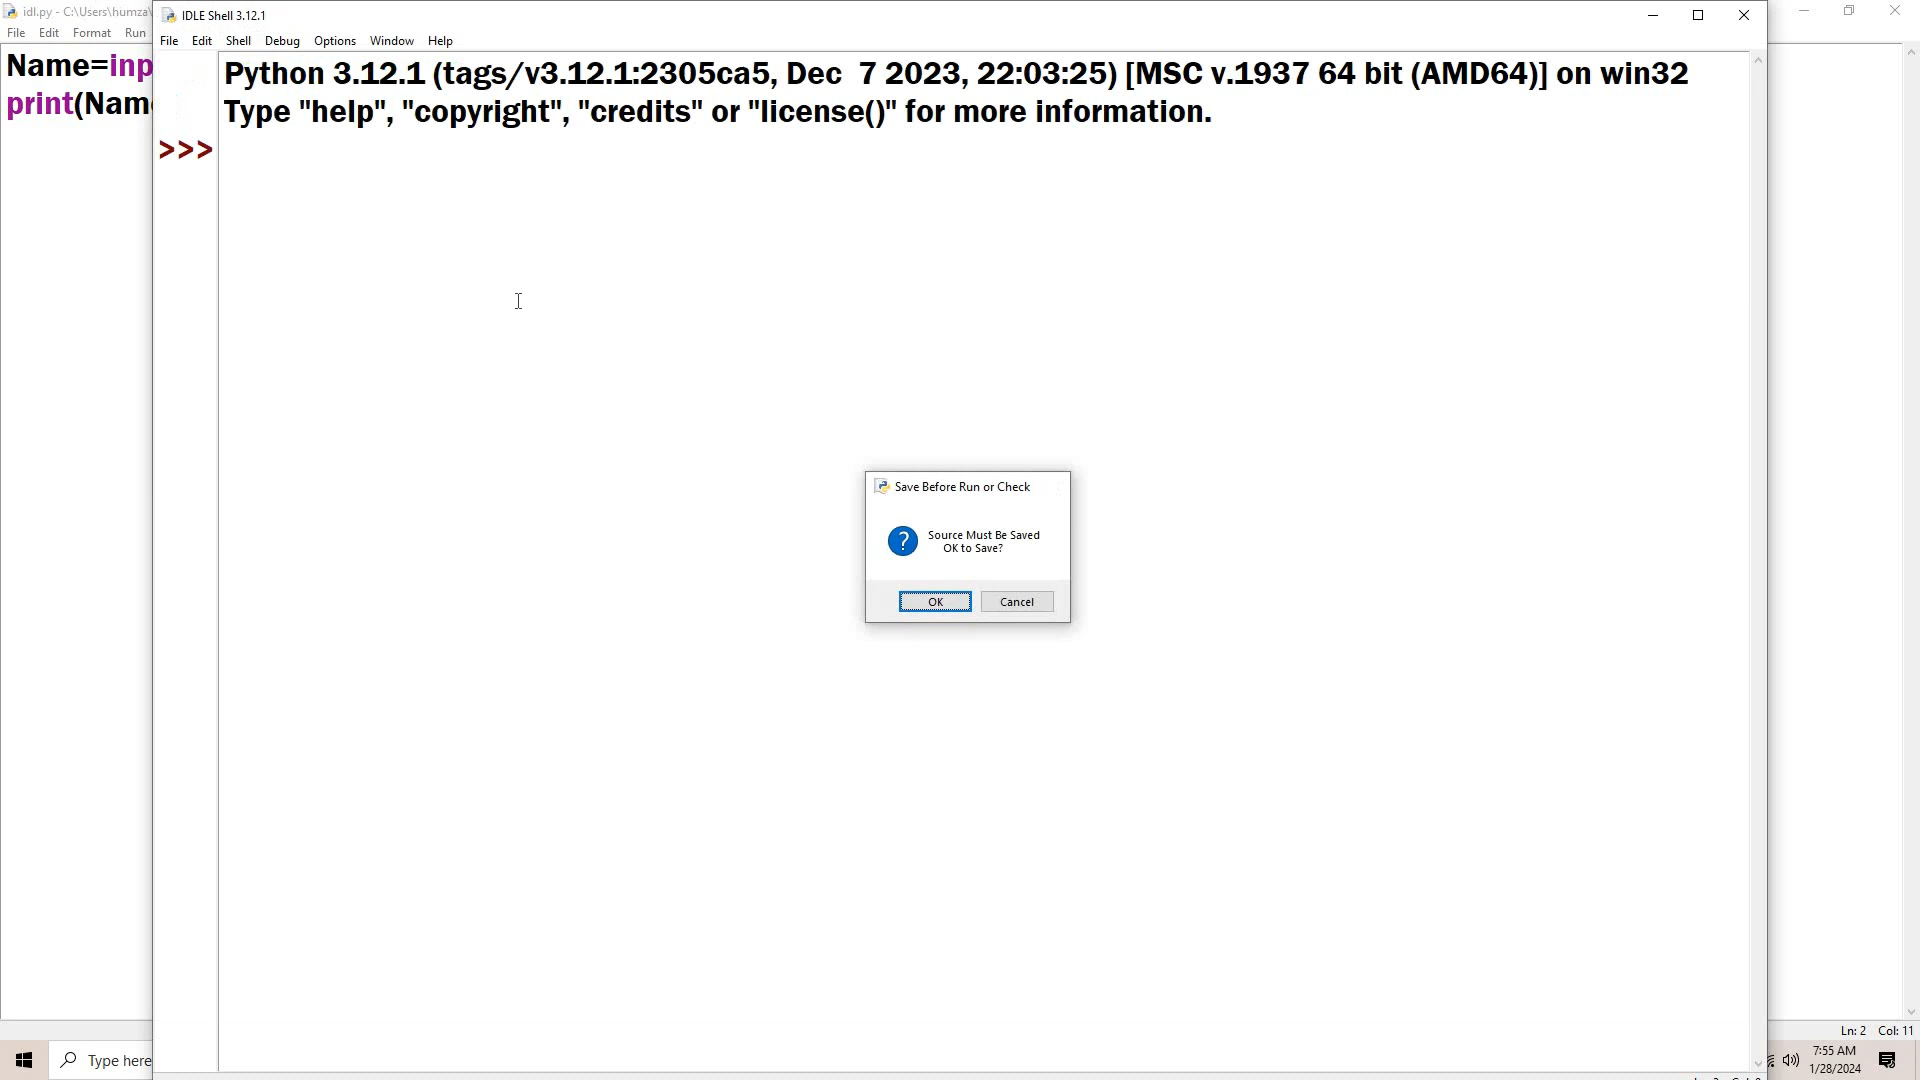 idl.py - C:\Users\humza\
File Edit Format Run
Name=inp
print(Name
IDLE Shell 3.12.1
File Edit Shell Debug Options Window Help
Python 3.12.1 (tags/v3.12.1:2305ca5, Dec  7 2023, 22:03:25) [MSC v.1937 64 bit (AMD64)] on win32
Type "help", "copyright", "credits" or "license()" for more information.
>>>
Save Before Run or Check
Source Must Be Saved
OK to Save?
OK Cancel
Ln: 2 Col: 11
Type here
7:55 AM
1/28/2024